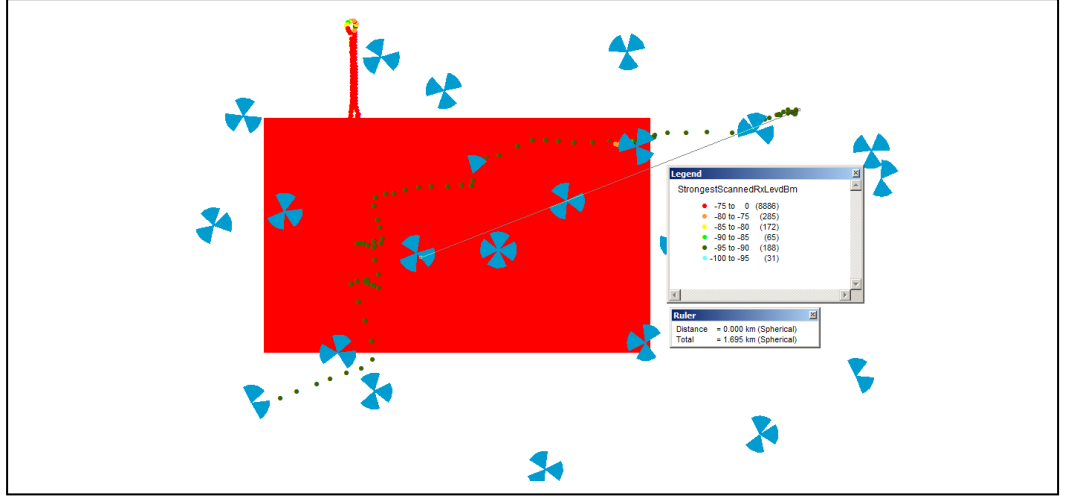 Legend
StrongestScannedRxLevdBm
-75 to 0 (8886)
-80 to -75 (285)
-85 to -80 (172)
-90 to -85 (65)
-95 to -90 (188)
-100 to -95 (31)
Ruler
Distance = 0.000 km (Spherical)
Total = 1.695 km (Spherical)